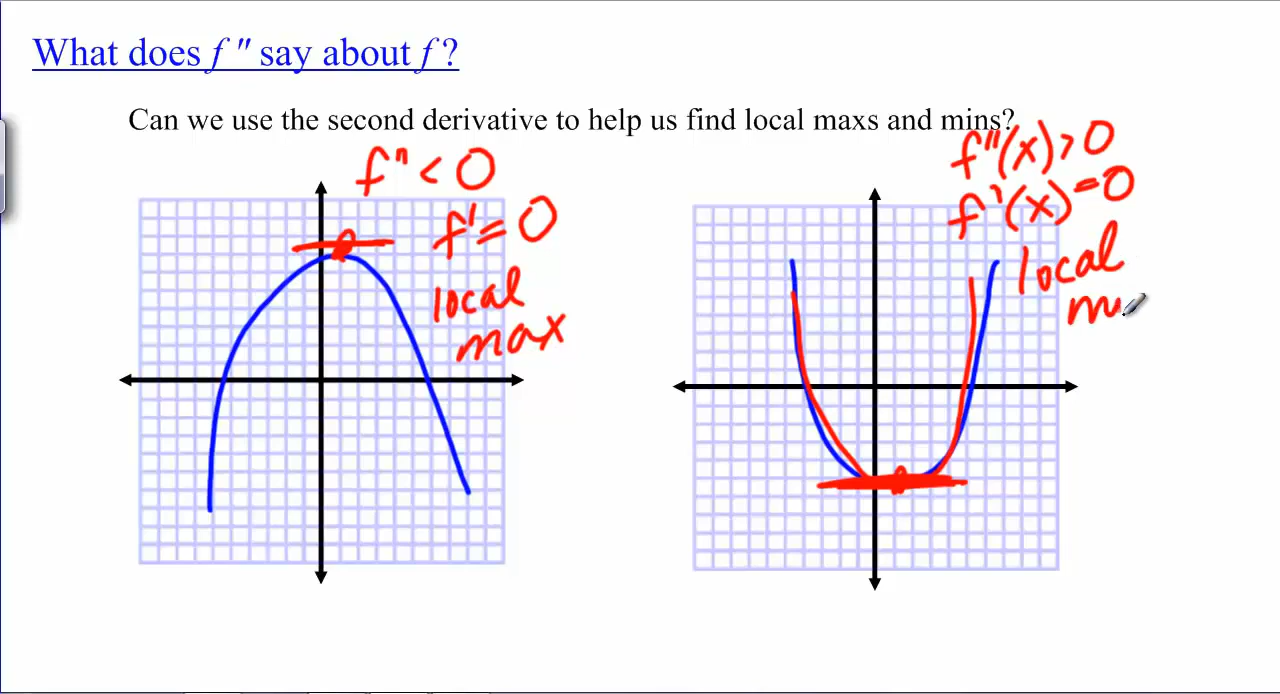 What does f ″ say about f ?
Can we use the second derivative to help us find local maxs and mins?
f" < 0
f' = 0
local
max
f"(x) > 0
f'(x) = 0
local
m